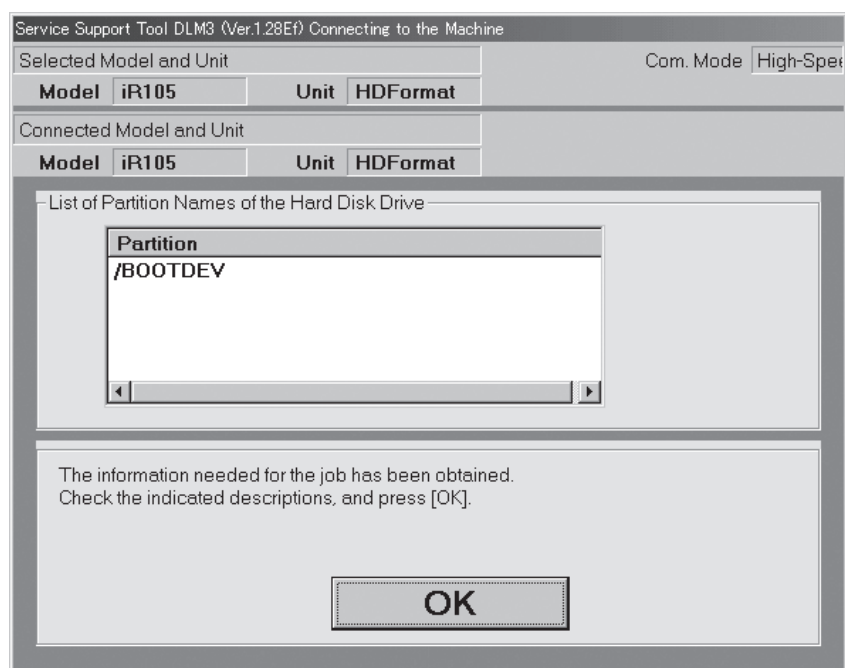 Service Support Tool DLM3 (Ver.1.28Ef) Connecting to the Machine
Selected Model and Unit Com. Mode
Model iR105 Unit HDFormat
Connected Model and Unit
Model iR105 Unit HDFormat
List of Partition Names of the Hard Disk Drive
Partition
/BOOTDEV
The information needed for the job has been obtained.
Check the indicated descriptions, and press [OK].
OK